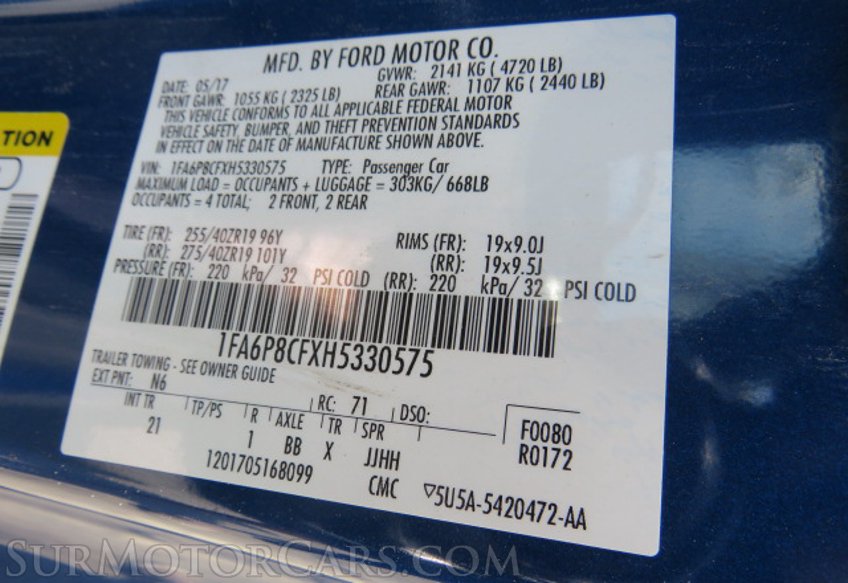 MFD. BY FORD MOTOR CO.
DATE: 05/17 GVWR: 2141 KG ( 4720 LB)
FRONT GAWR: 1055 KG ( 2325 LB) REAR GAWR: 1107 KG ( 2440 LB)
THIS VEHICLE CONFORMS TO ALL APPLICABLE FEDERAL MOTOR
VEHICLE SAFETY, BUMPER, AND THEFT PREVENTION STANDARDS
IN EFFECT ON THE DATE OF MANUFACTURE SHOWN ABOVE.
VIN: 1FA6P8CFXH5330575 TYPE: Passenger Car
MAXIMUM LOAD = OCCUPANTS + LUGGAGE = 303KG/ 668LB
OCCUPANTS = 4 TOTAL; 2 FRONT, 2 REAR
TIRE (FR): 255/40ZR19 96Y RIMS (FR): 19x9.0J
(RR): 275/40ZR19 101Y (RR): 19x9.5J
PRESSURE (FR): 220 kPa/ 32 PSI COLD (RR): 220 kPa/ 32 PSI COLD
1FA6P8CFXH5330575
TRAILER TOWING - SEE OWNER GUIDE
EXT PNT: N6 RC: 71 DSO:
INT TR TP/PS R AXLE TR SPR F0080
21 1 BB X JJHH R0172
1201705168099 CMC ▽5U5A-5420472-AA
TION
SURMOTORCARS.COM